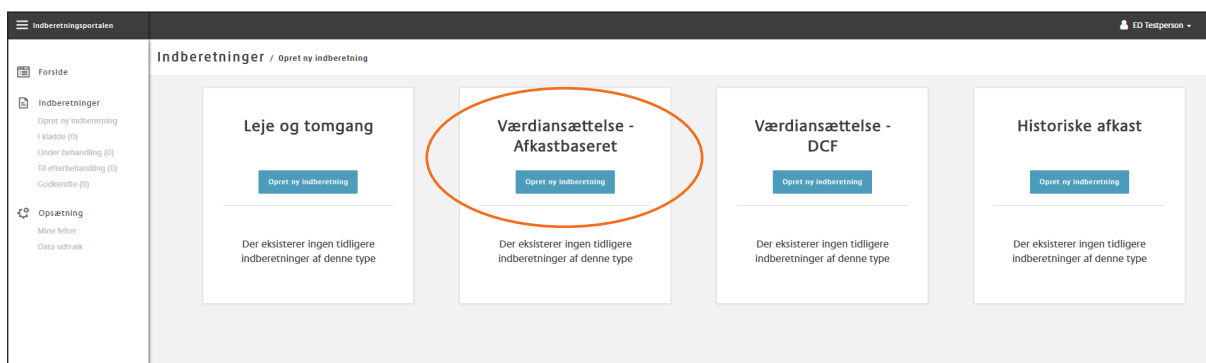 Indberetningsportalen
ED Testperson
Indberetninger / Opret ny indberetning
Forside
Indberetninger
Opret ny indberetning
I kladde (0)
Under behandling (0)
Til efterbehandling (0)
Godkendte (0)
Opsætning
Mine felter
Data udtræk
Leje og tomgang
Opret ny indberetning
Der eksisterer ingen tidligere
indberetninger af denne type
Værdiansættelse -
Afkastbaseret
Opret ny indberetning
Der eksisterer ingen tidligere
indberetninger af denne type
Værdiansættelse -
DCF
Opret ny indberetning
Der eksisterer ingen tidligere
indberetninger af denne type
Historiske afkast
Opret ny indberetning
Der eksisterer ingen tidligere
indberetninger af denne type